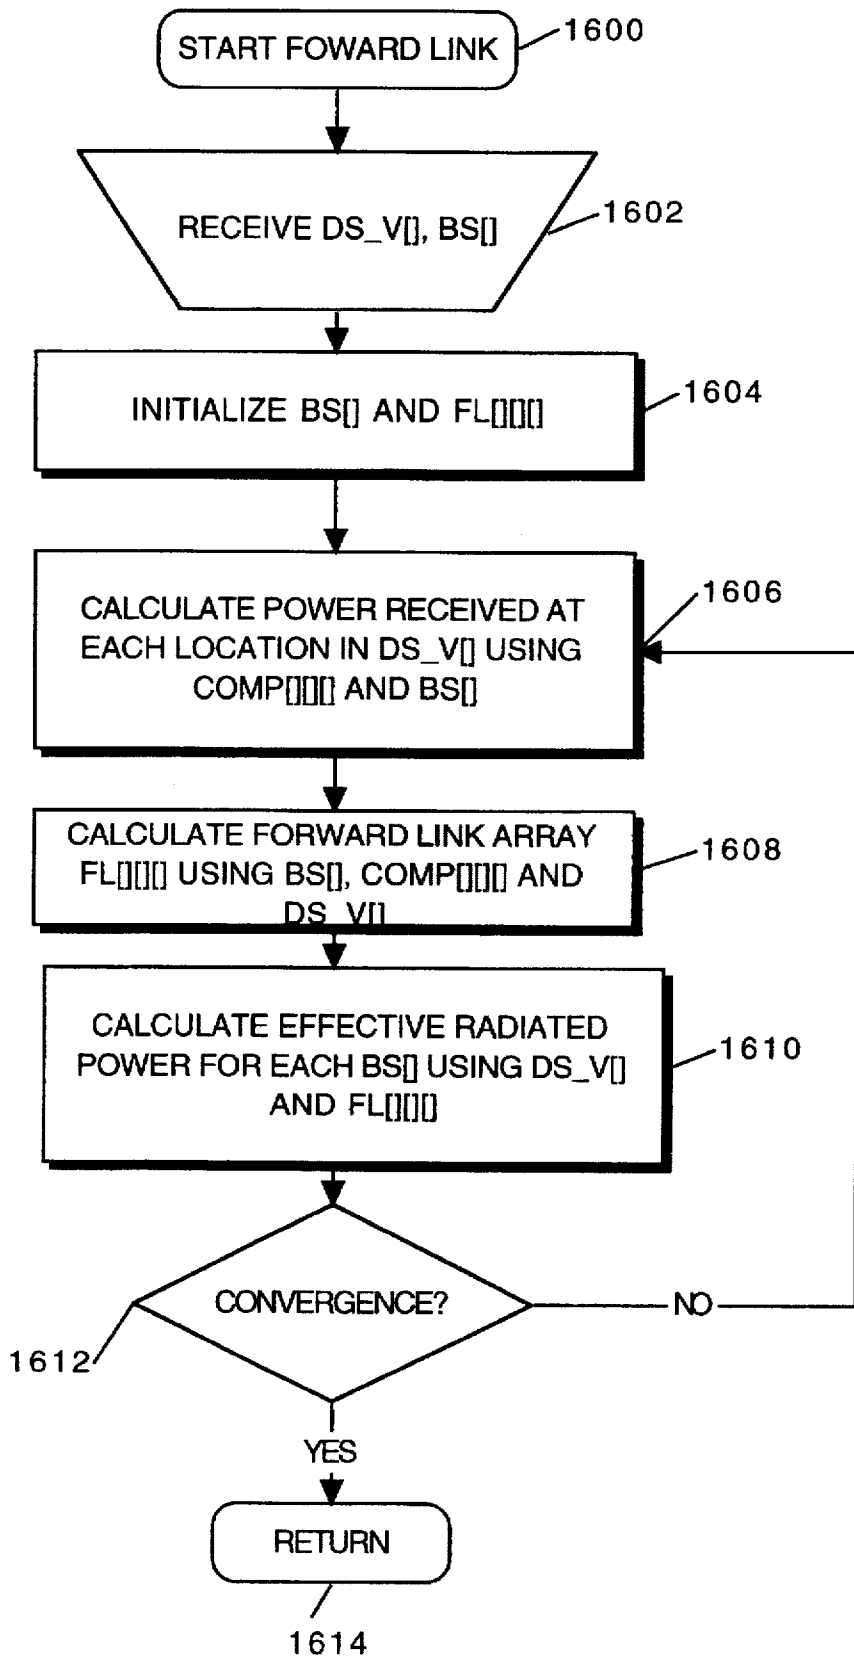 START FOWARD LINK
1600
RECEIVE DS_V[], BS[]
1602
INITIALIZE BS[] AND FL[][][]
1604
CALCULATE POWER RECEIVED AT
EACH LOCATION IN DS_V[] USING
COMP[][][] AND BS[]
1606
CALCULATE FORWARD LINK ARRAY
FL[][][] USING BS[], COMP[][][] AND
DS_V[]
1608
CALCULATE EFFECTIVE RADIATED
POWER FOR EACH BS[] USING DS_V[]
AND FL[][][]
1610
CONVERGENCE?
NO
1612
YES
RETURN
1614